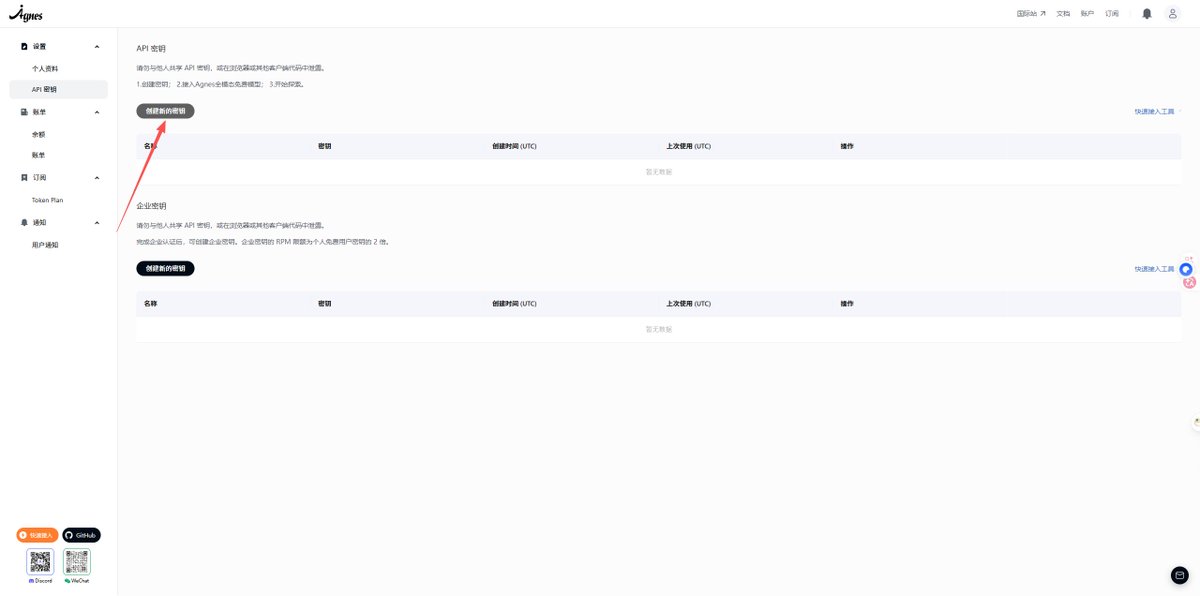 Agnes
国际站 文档 账户 订阅
设置
个人资料
API 密钥
账单
余额
账单
订阅
Token Plan
通知
用户通知
快速接入
GitHub
Discord
WeChat
API 密钥
请勿与他人共享 API 密钥，或在浏览器或其他客户端代码中泄露。
1.创建密钥； 2.接入Agnes全模态免费模型； 3.开始探索。
创建新的密钥
快速接入工具
名称 密钥 创建时间 (UTC) 上次使用 (UTC) 操作
暂无数据
企业密钥
请勿与他人共享 API 密钥，或在浏览器或其他客户端代码中泄露。
完成企业认证后，可创建企业密钥。企业密钥的 RPM 限额为个人免费用户密钥的 2 倍。
创建新的密钥
快速接入工具
名称 密钥 创建时间 (UTC) 上次使用 (UTC) 操作
暂无数据